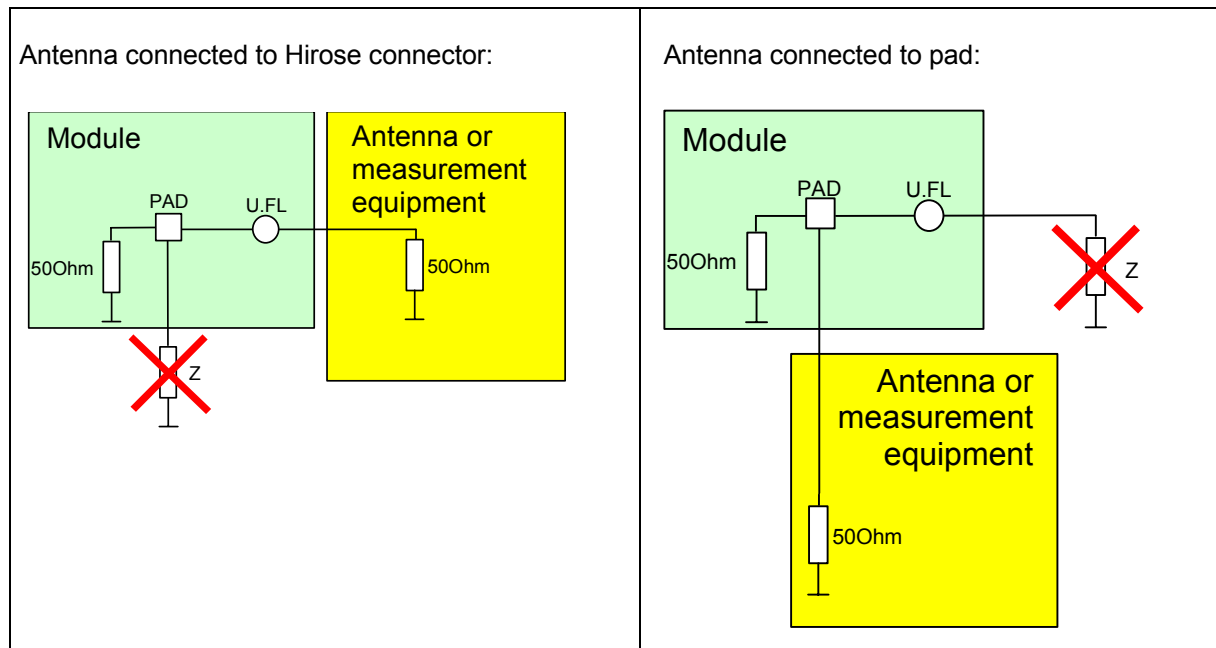 Antenna connected to Hirose connector:
Module
PAD
U.FL
50Ohm
Z
Antenna or
measurement
equipment
50Ohm
Antenna connected to pad:
Module
PAD
U.FL
50Ohm
Z
Antenna or
measurement
equipment
50Ohm